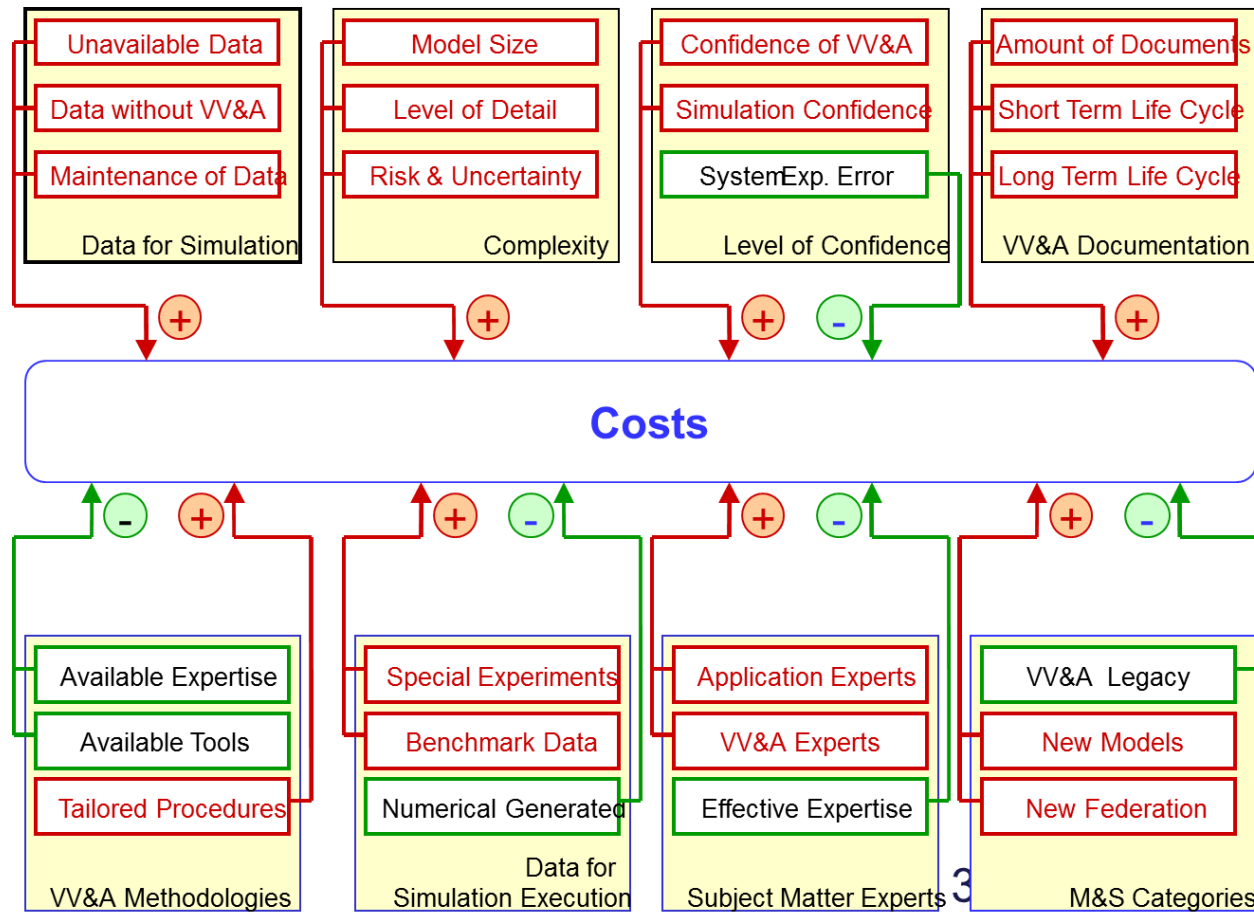 Unavailable Data
Data without VV&A
Maintenance of Data
Data for Simulation
Model Size
Level of Detail
Risk & Uncertainty
Complexity
Confidence of VV&A
Simulation Confidence
SystemExp. Error
Level of Confidence
Amount of Documents
Short Term Life Cycle
Long Term Life Cycle
VV&A Documentation
+
+
+
-
+
Costs
-
+
+
-
+
-
+
-
Available Expertise
Available Tools
Tailored Procedures
VV&A Methodologies
Special Experiments
Benchmark Data
Numerical Generated
Data for
Simulation Execution
Application Experts
VV&A Experts
Effective Expertise
Subject Matter Experts
3
VV&A Legacy
New Models
New Federation
M&S Categories